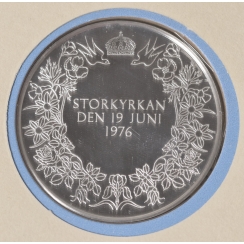 STORKYRKAN
DEN 19 JUNI
1976